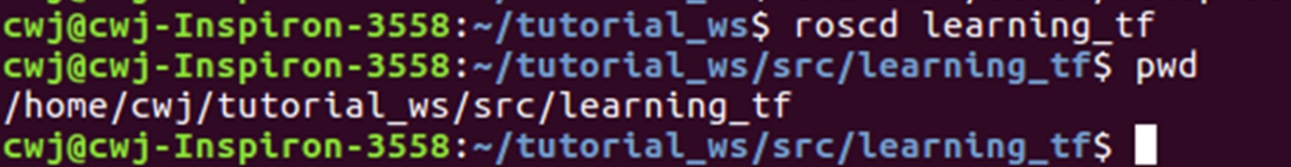 cwj@cwj-Inspiron-3558:~/tutorial_ws$ roscd learning_tf
cwj@cwj-Inspiron-3558:~/tutorial_ws/src/learning_tf$ pwd
/home/cwj/tutorial_ws/src/learning_tf
cwj@cwj-Inspiron-3558:~/tutorial_ws/src/learning_tf$